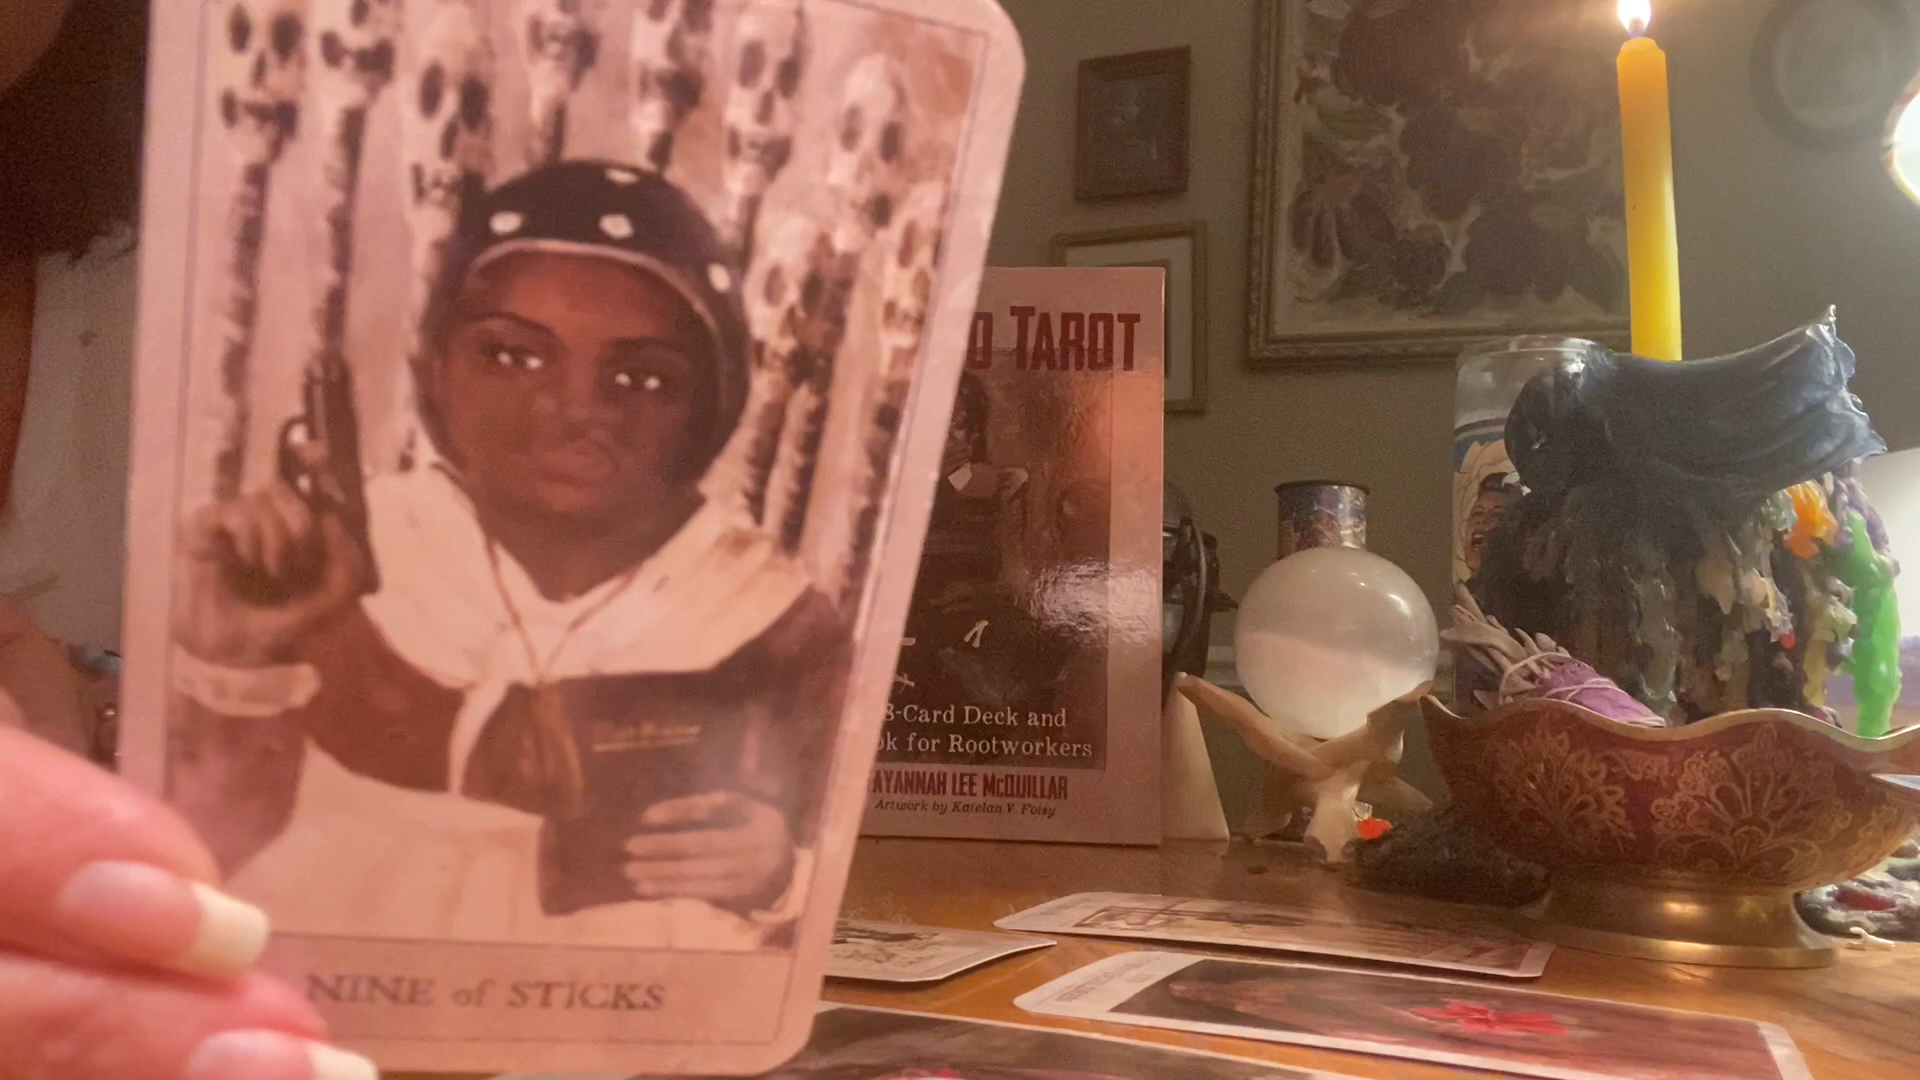 NINE of STICKS
O TAROT
8-Card Deck and
ok for Rootworkers
AYANNAH LEE McQUILLAR
Artwork by Katelan V. Foisy